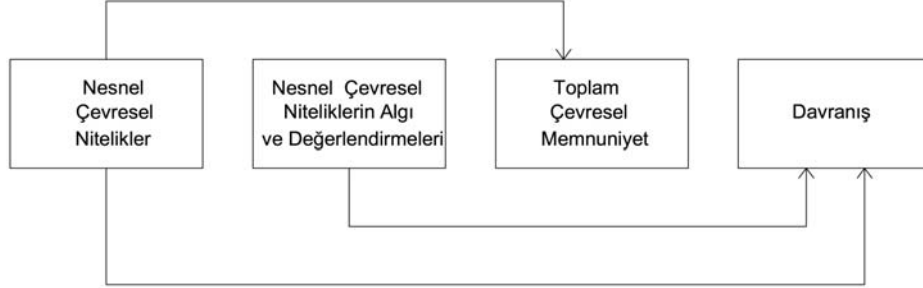 Nesnel
Çevresel
Nitelikler
Nesnel Çevresel
Niteliklerin Algı
ve Değerlendirmeleri
Toplam
Çevresel
Memnuniyet
Davranış